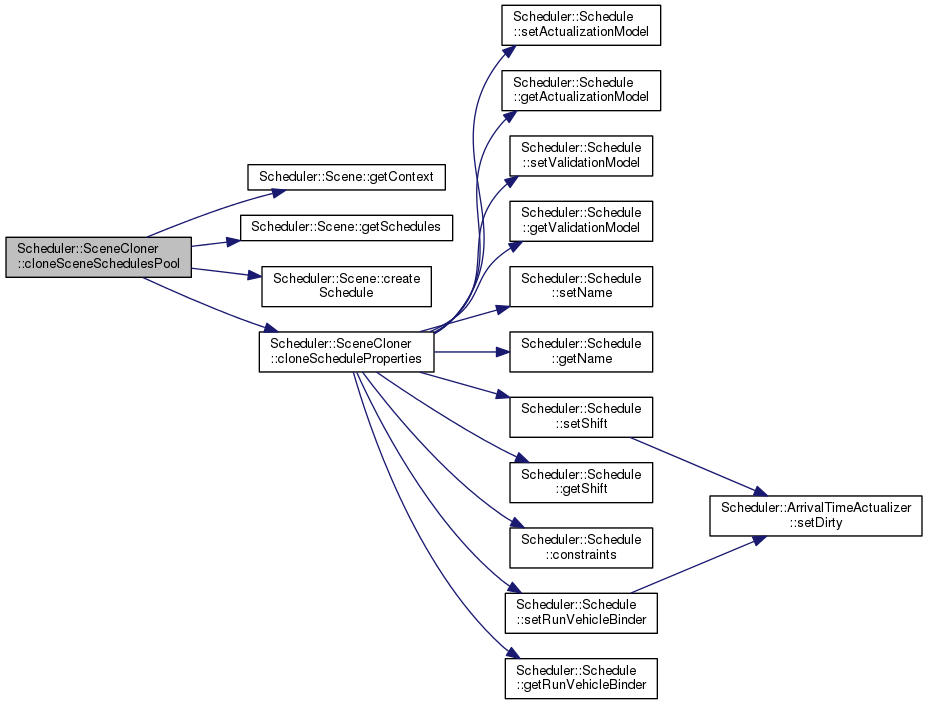 Scheduler::SceneCloner
::cloneSceneSchedulesPool
Scheduler::Scene::getContext
Scheduler::Scene::getSchedules
Scheduler::Scene::create
Schedule
Scheduler::SceneCloner
::cloneScheduleProperties
Scheduler::Schedule
::setActualizationModel
Scheduler::Schedule
::getActualizationModel
Scheduler::Schedule
::setValidationModel
Scheduler::Schedule
::getValidationModel
Scheduler::Schedule
::setName
Scheduler::Schedule
::getName
Scheduler::Schedule
::setShift
Scheduler::Schedule
::getShift
Scheduler::Schedule
::constraints
Scheduler::Schedule
::setRunVehicleBinder
Scheduler::Schedule
::getRunVehicleBinder
Scheduler::ArrivalTimeActualizer
::setDirty